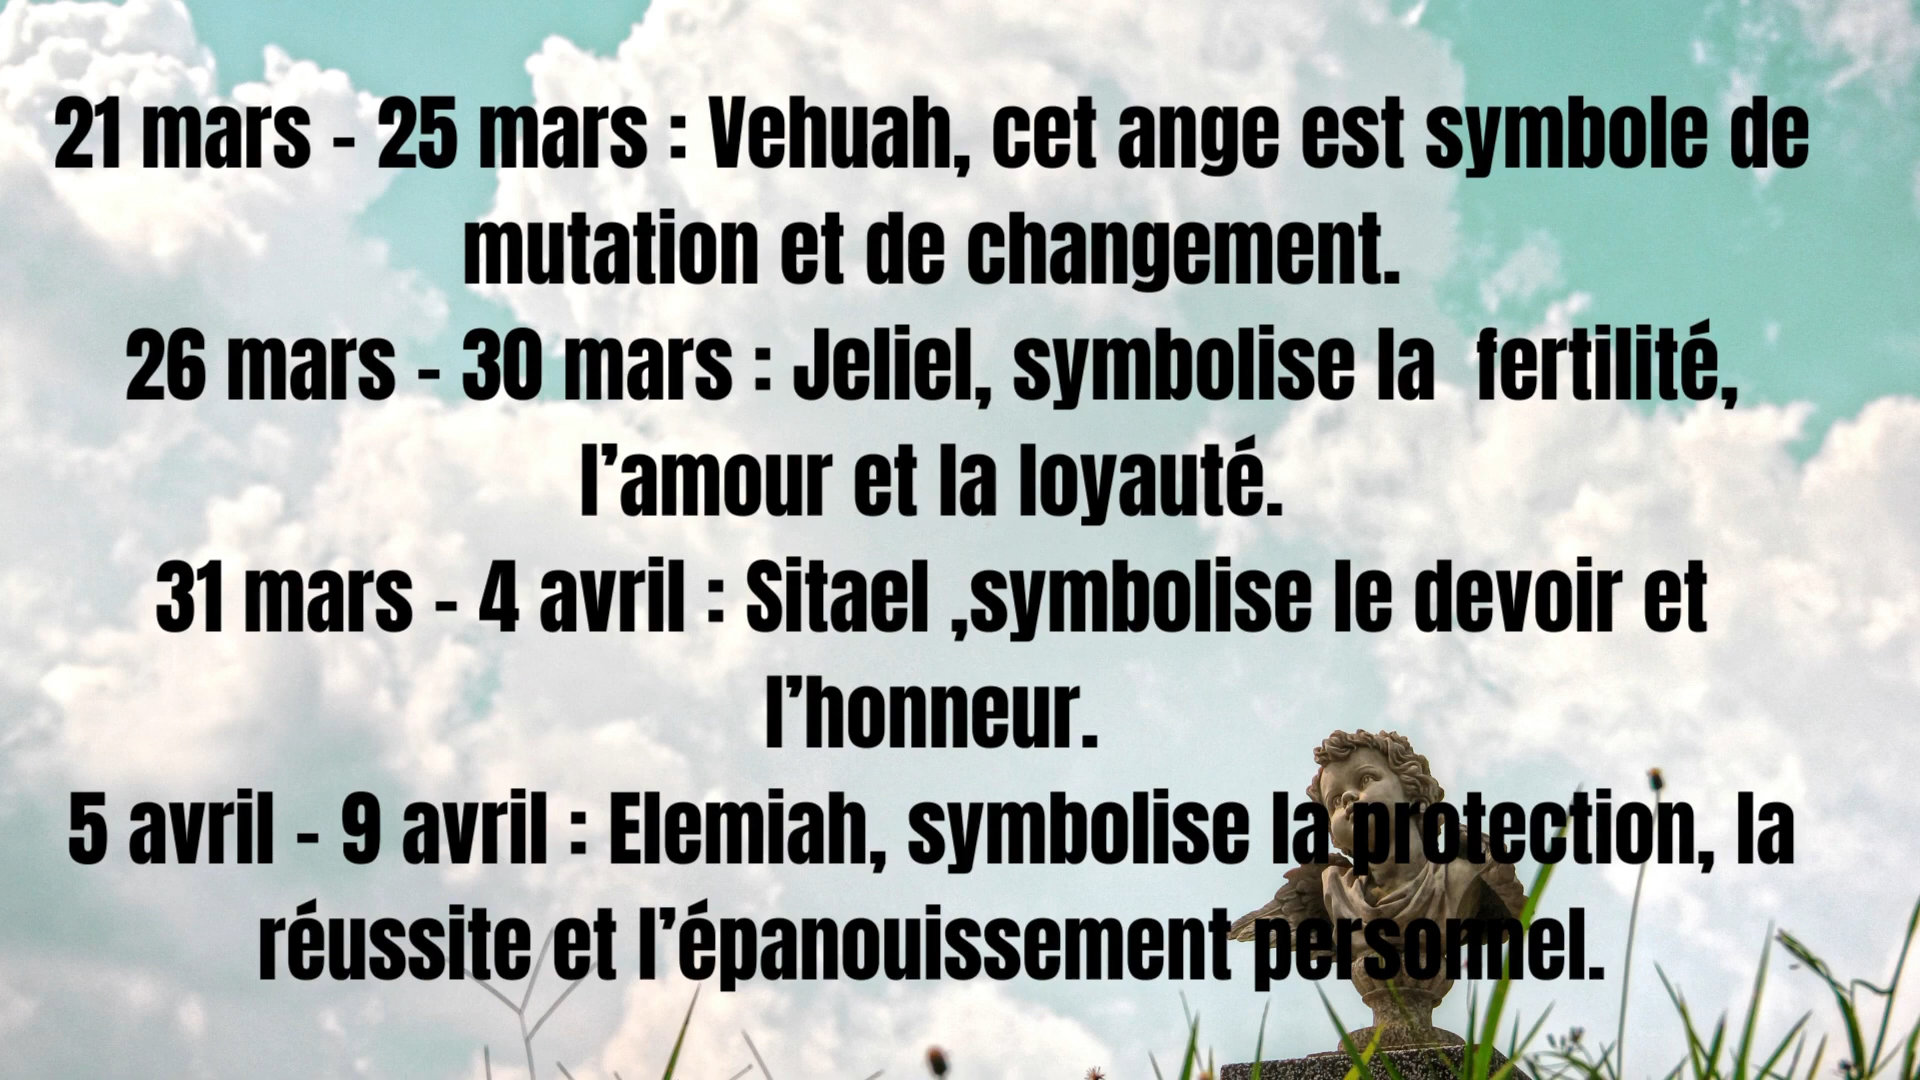 21 mars - 25 mars : Vehuah, cet ange est symbole de
mutation et de changement.
26 mars - 30 mars : Jeliel, symbolise la  fertilité,
l’amour et la loyauté.
31 mars - 4 avril : Sitael ,symbolise le devoir et
l’honneur.
5 avril - 9 avril : Elemiah, symbolise la protection, la
réussite et l’épanouissement personnel.